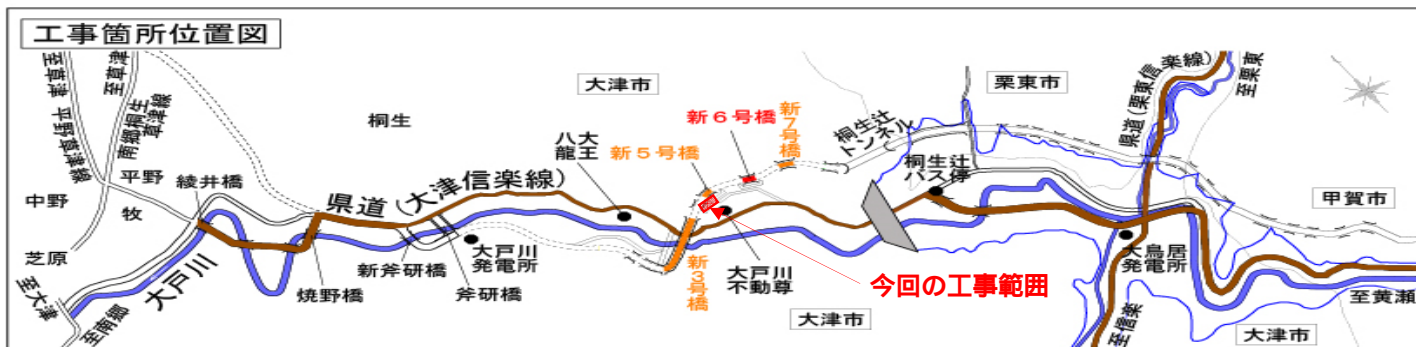 工事箇所位置図
至草津 平野草津線
至草津
南郷桐生草津線
桐生
大津市
栗東市
県道(栗東信楽線)
至栗東
甲賀市
中野
平野
牧
芝原
綾井橋
県道(大津信楽線)
八大龍王
新5号橋
新6号橋
新7号橋
桐生辻トンネル
桐生辻バス停
大戸川
焼野橋
新斧研橋
斧研橋
大戸川発電所
新3号橋
大戸川不動尊
今回の工事範囲
大津市
大鳥居発電所
至信楽
大津市
至黄瀬
至大津
至南郷